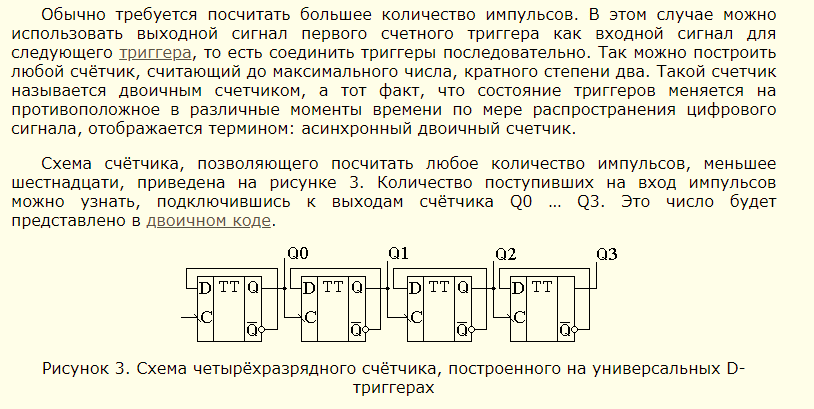 Обычно требуется посчитать большее количество импульсов. В этом случае можно
использовать выходной сигнал первого счетного триггера как входной сигнал для
следующего триггера, то есть соединить триггеры последовательно. Так можно построить
любой счётчик, считающий до максимального числа, кратного степени два. Такой счетчик
называется двоичным счетчиком, а тот факт, что состояние триггеров меняется на
противоположное в различные моменты времени по мере распространения цифрового
сигнала, отображается термином: асинхронный двоичный счетчик.
Схема счётчика, позволяющего посчитать любое количество импульсов, меньшее
шестнадцати, приведена на рисунке 3. Количество поступивших на вход импульсов
можно узнать, подключившись к выходам счётчика Q0 … Q3. Это число будет
представлено в двоичном коде.
Q0 Q1 Q2 Q3
D TT Q D TT Q D TT Q D TT
C C C C
Q̅ Q̅ Q̅ Q̅
Рисунок 3. Схема четырёхразрядного счётчика, построенного на универсальных D-
триггерах